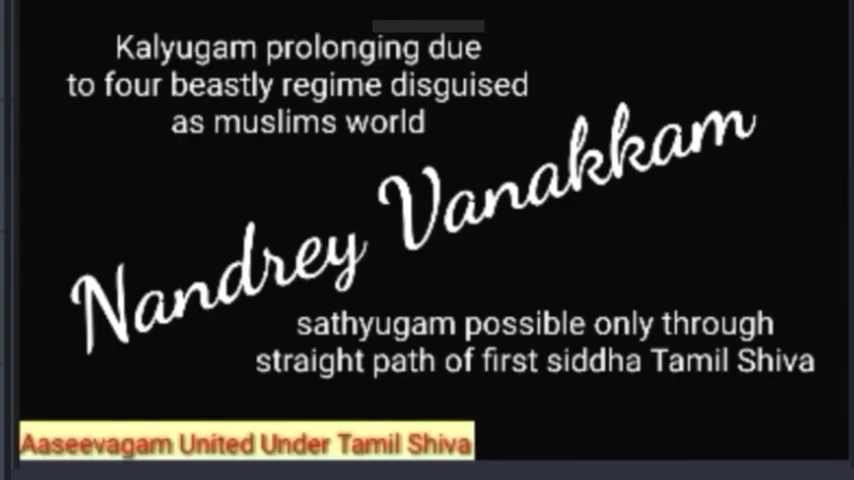 Kalyugam prolonging due
to four beastly regime disguised
as muslims world
Nandrey Vanakkam
sathyugam possible only through
straight path of first siddha Tamil Shiva
Aaseevagam United Under Tamil Shiva